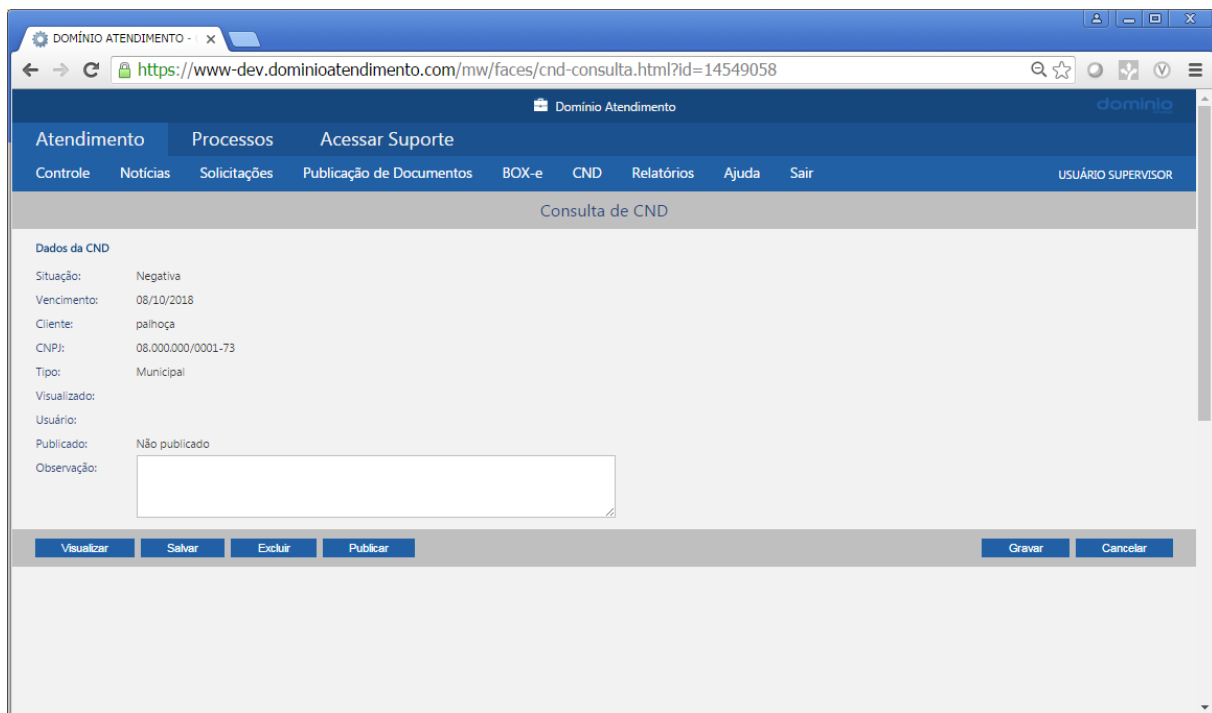 DOMÍNIO ATENDIMENTO -
https://www-dev.dominioatendimento.com/mw/faces/cnd-consulta.html?id=14549058
Domínio Atendimento
domínio
Atendimento Processos Acessar Suporte
Controle Notícias Solicitações Publicação de Documentos BOX-e CND Relatórios Ajuda Sair USUÁRIO SUPERVISOR
Consulta de CND
Dados da CND
Situação: Negativa
Vencimento: 08/10/2018
Cliente: palhoça
CNPJ: 08.000.000/0001-73
Tipo: Municipal
Visualizado:
Usuário:
Publicado: Não publicado
Observação:
Visualizar Salvar Excluir Publicar Gravar Cancelar